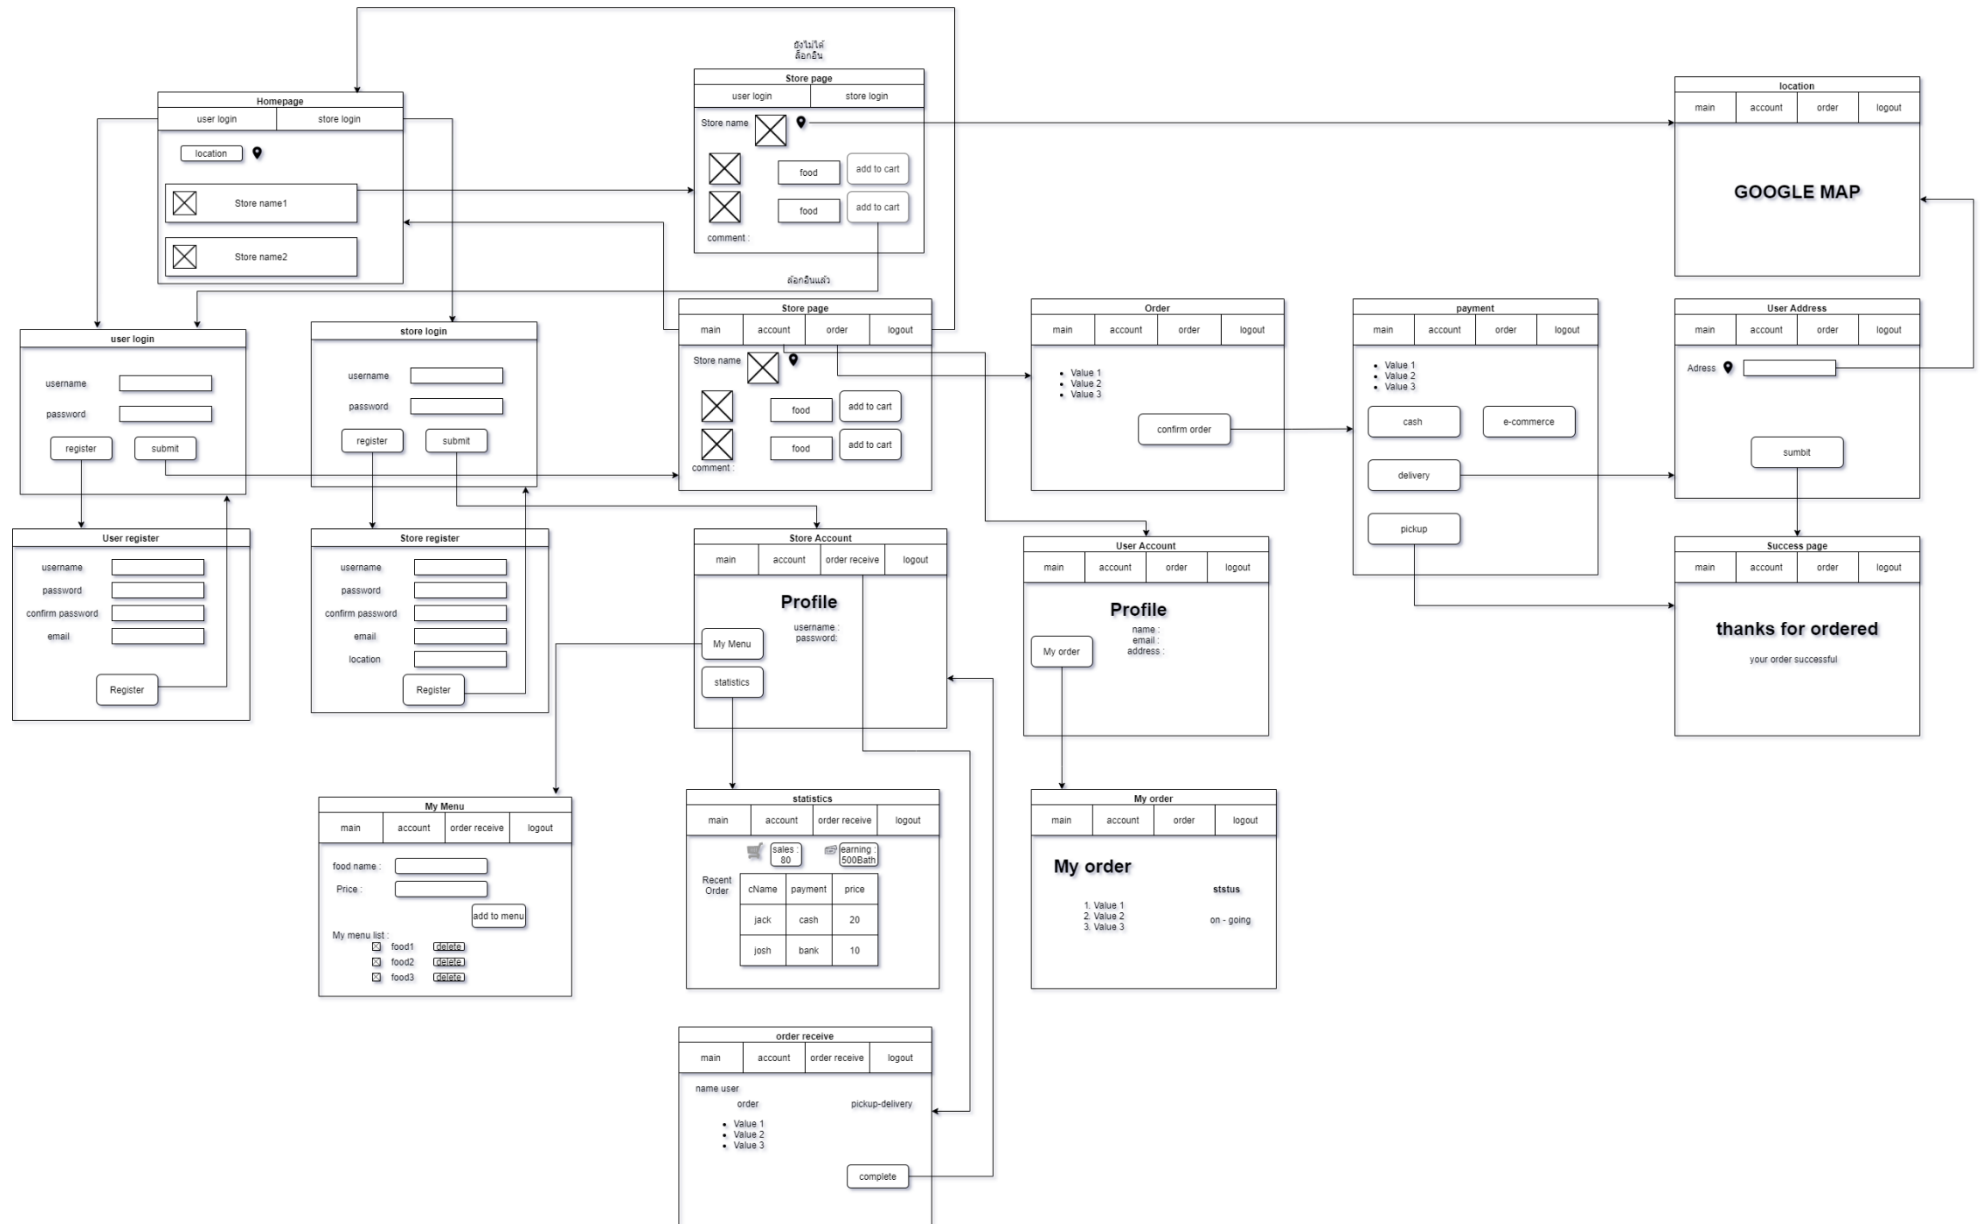 ยังไม่ได้
ล็อกอิน
Homepage
user login
store login
location
Store name1
Store name2
Store page
user login
store login
Store name
food
add to cart
food
add to cart
comment :
location
main
account
order
logout
GOOGLE MAP
ล้อกอินแล้ว
user login
username
password
register
submit
store login
username
password
register
submit
Store page
main
account
order
logout
Store name
food
add to cart
food
add to cart
comment :
Order
main
account
order
logout
Value 1
Value 2
Value 3
confirm order
payment
main
account
order
logout
Value 1
Value 2
Value 3
cash
e-commerce
delivery
pickup
User Address
main
account
order
logout
Adress
sumbit
User register
username
password
confirm password
email
Register
Store register
username
password
confirm password
email
location
Register
Store Account
main
account
order receive
logout
Profile
username :
password:
My Menu
statistics
User Account
main
account
order
logout
Profile
name :
email :
address :
My order
Success page
main
account
order
logout
thanks for ordered
your order successful
My Menu
main
account
order receive
logout
food name :
Price :
add to menu
My menu list :
food1
delete
food2
delete
food3
delete
statistics
main
account
order receive
logout
sales :
80
earning :
500Bath
Recent
Order
cName
payment
price
jack
cash
20
josh
bank
10
My order
main
account
order
logout
My order
ststus
1. Value 1
2. Value 2
3. Value 3
on - going
order receive
main
account
order receive
logout
name user
order
pickup-delivery
Value 1
Value 2
Value 3
complete